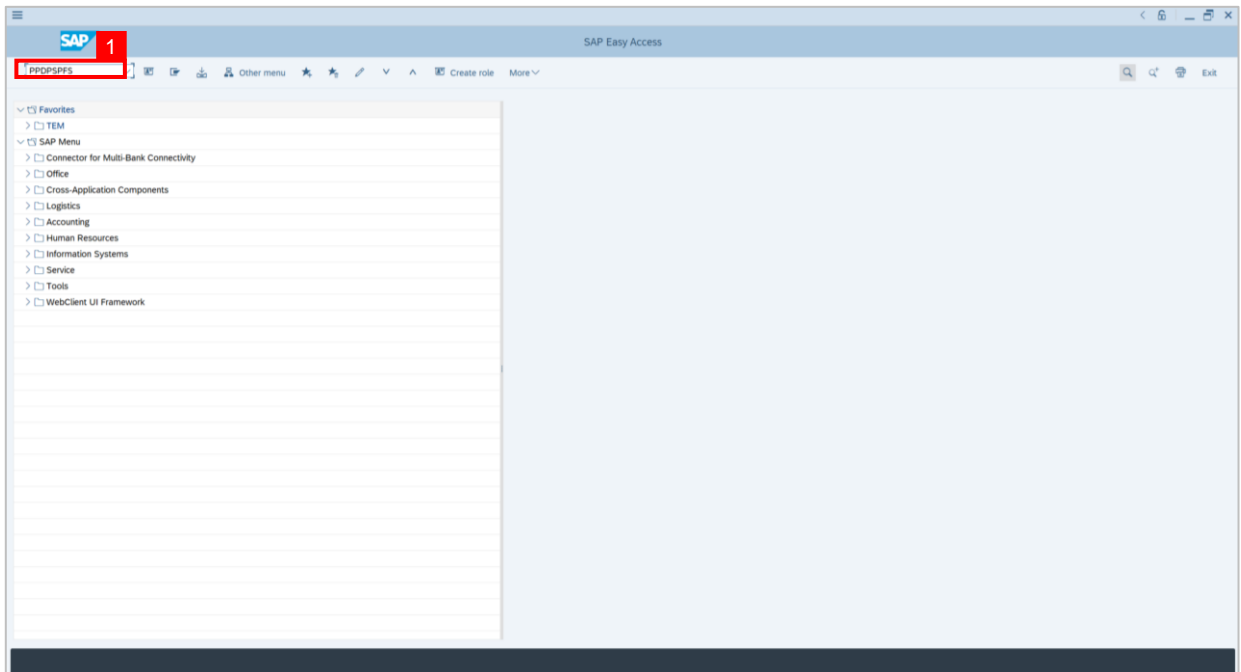 SAP Easy Access
SAP
1
PPDPSPFS
Other menu
Create role
More
Exit
Favorites
TEM
SAP Menu
Connector for Multi-Bank Connectivity
Office
Cross-Application Components
Logistics
Accounting
Human Resources
Information Systems
Service
Tools
WebClient UI Framework